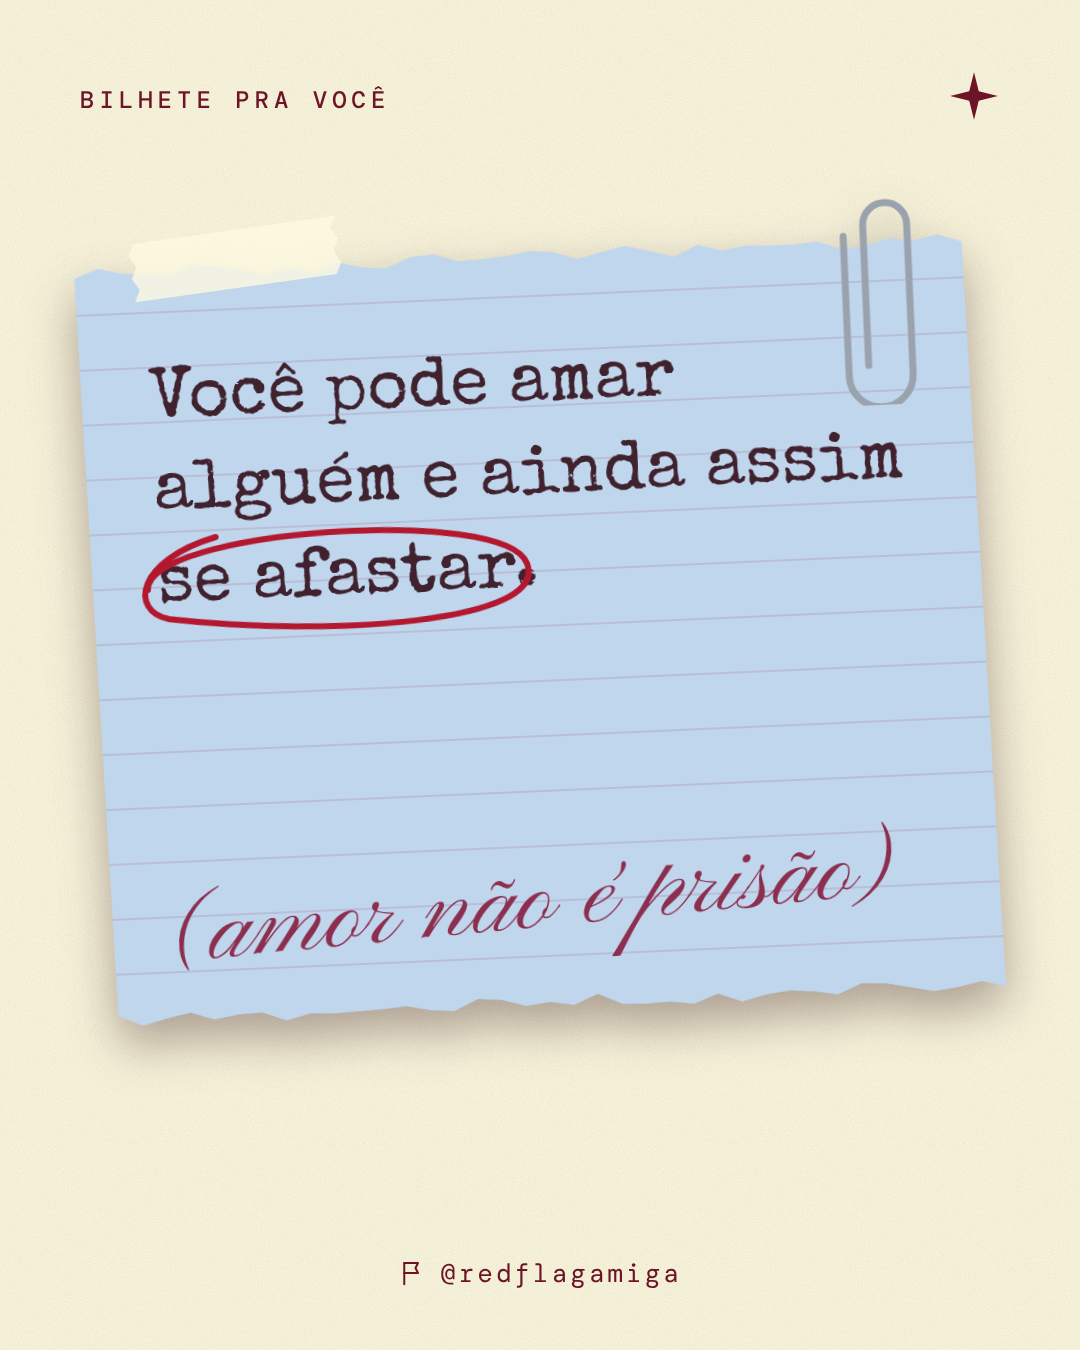 BILHETE PRA VOCÊ
Você pode amar
alguém e ainda assim
se afastar.
(amor não é prisão)
@redflagamiga